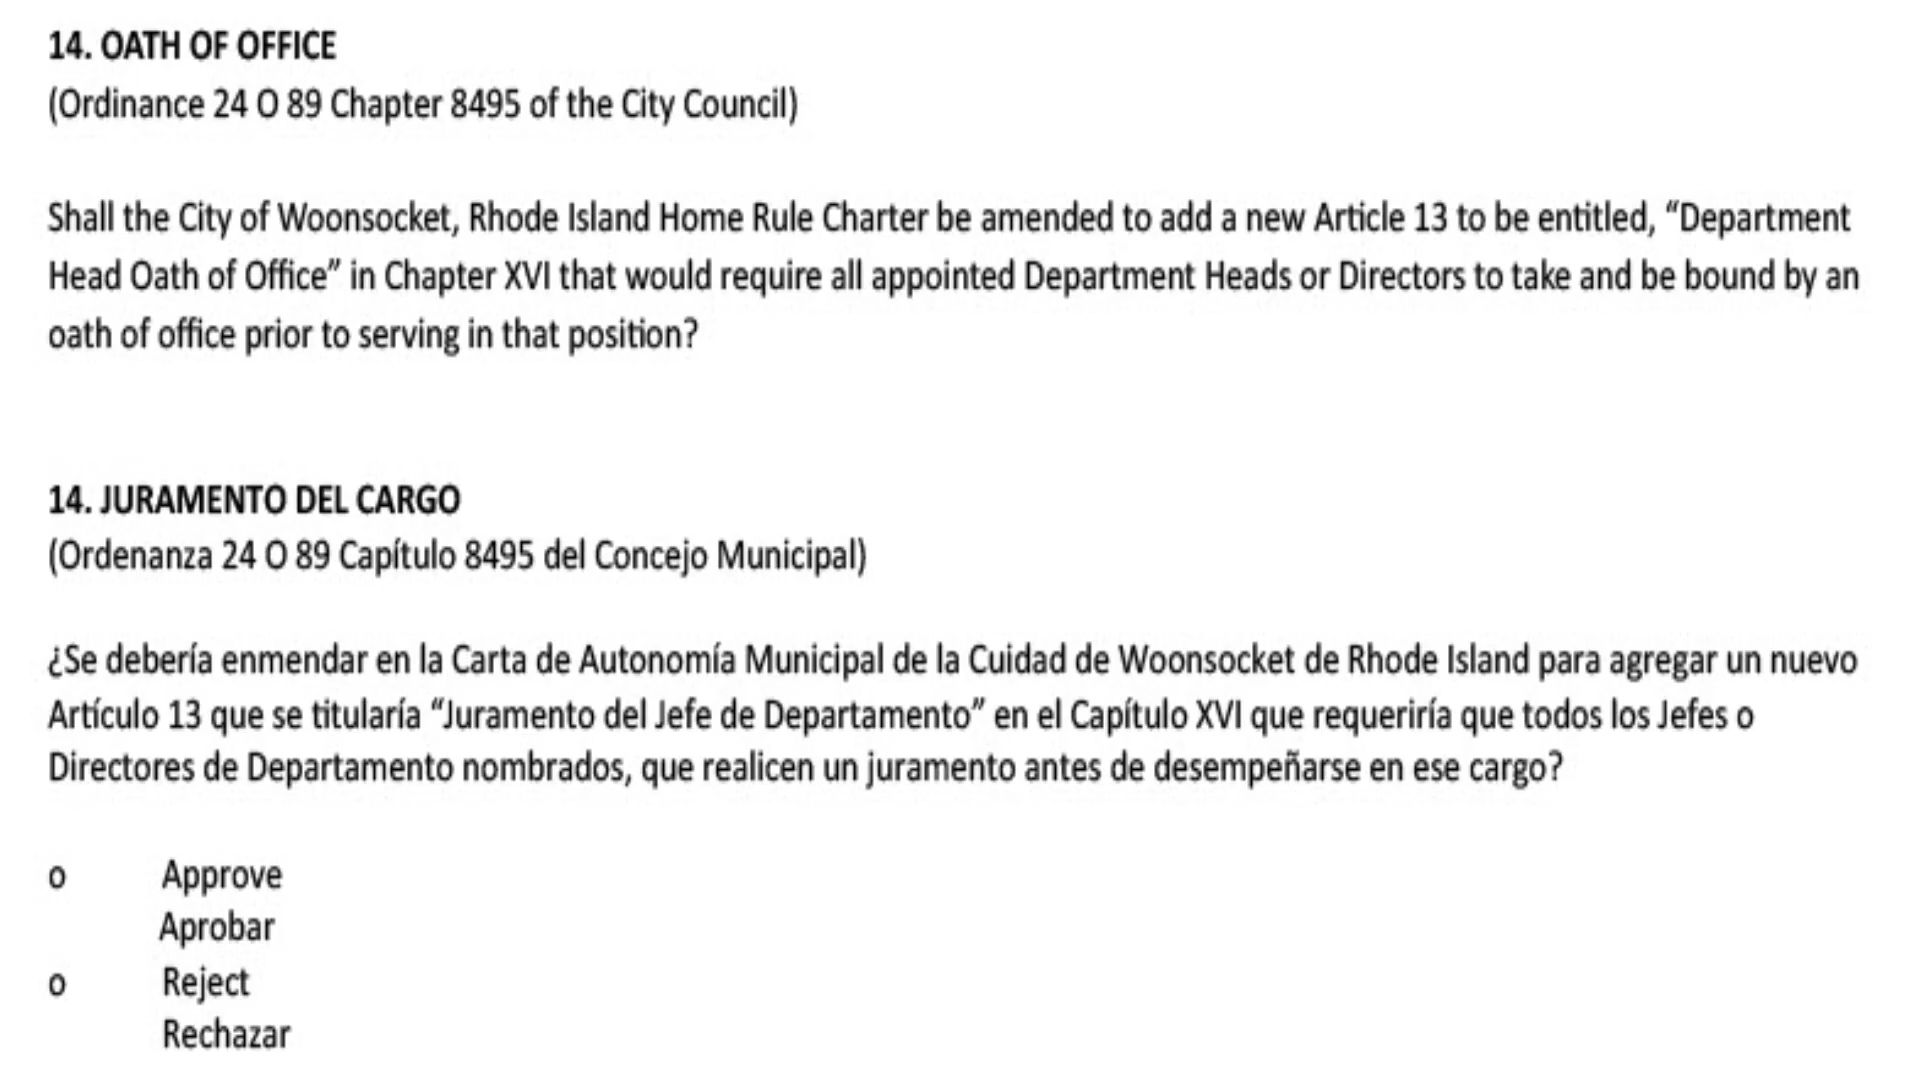 14. OATH OF OFFICE
(Ordinance 24 O 89 Chapter 8495 of the City Council)
Shall the City of Woonsocket, Rhode Island Home Rule Charter be amended to add a new Article 13 to be entitled, “Department
Head Oath of Office” in Chapter XVI that would require all appointed Department Heads or Directors to take and be bound by an
oath of office prior to serving in that position?
14. JURAMENTO DEL CARGO
(Ordenanza 24 O 89 Capítulo 8495 del Concejo Municipal)
¿Se debería enmendar en la Carta de Autonomía Municipal de la Cuidad de Woonsocket de Rhode Island para agregar un nuevo
Artículo 13 que se titularía “Juramento del Jefe de Departamento” en el Capítulo XVI que requeriría que todos los Jefes o
Directores de Departamento nombrados, que realicen un juramento antes de desempeñarse en ese cargo?
o Approve
Aprobar
o Reject
Rechazar